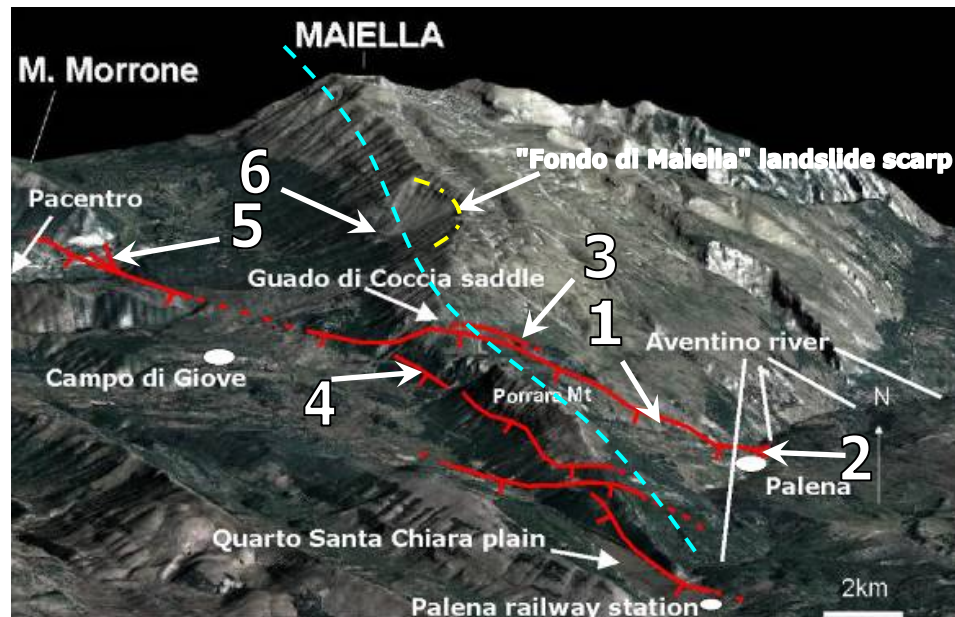 MAIELLA
M. Morrone
"Fondo di Maiella" landslide scarp
6
Pacentro
5
3
Guado di Coccia saddle
1
Aventino river
Campo di Giove
4
Porrara Mt
N
2
Palena
Quarto Santa Chiara plain
2km
Palena railway station